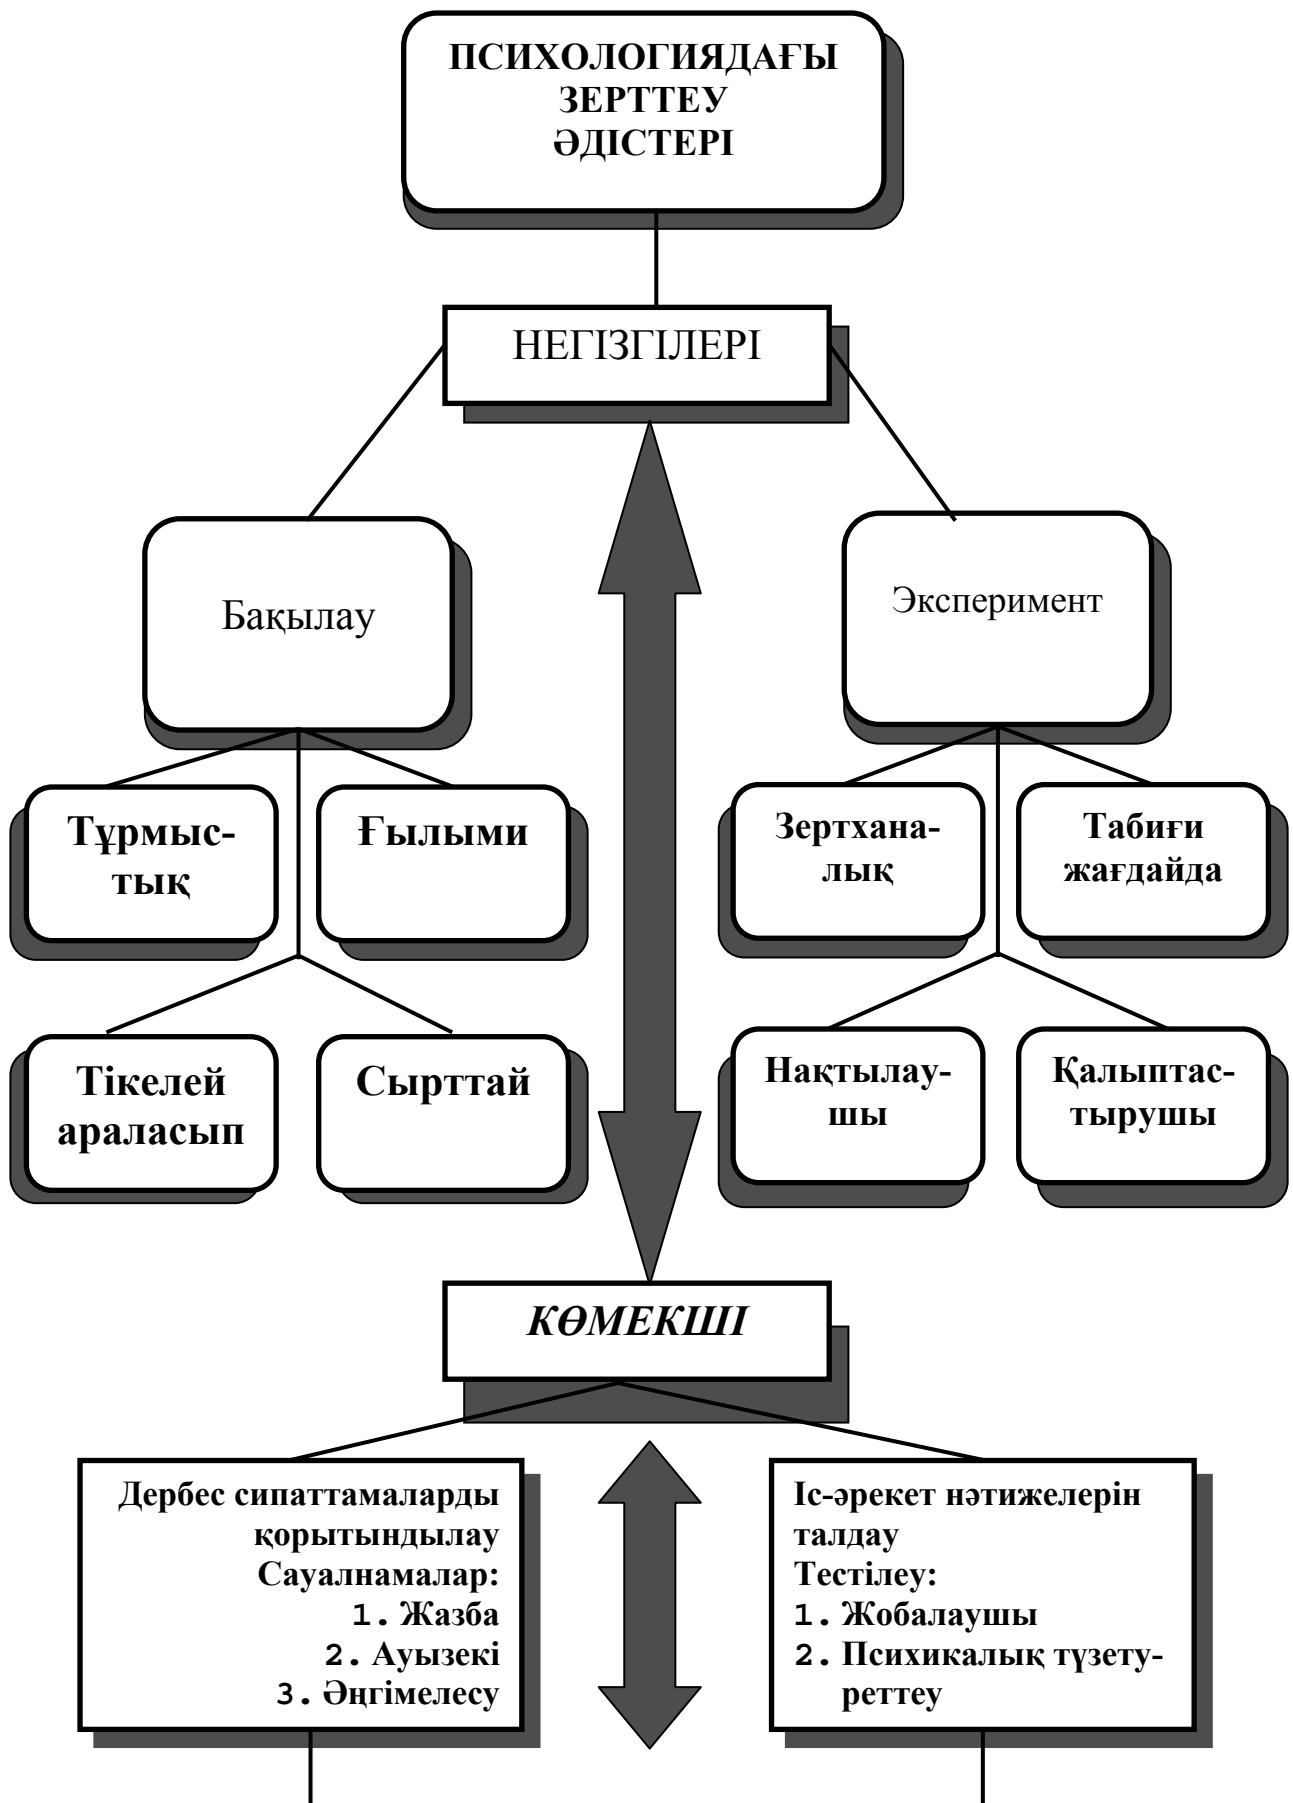 ПСИХОЛОГИЯДАҒЫ
ЗЕРТТЕУ
ӘДІСТЕРІ
НЕГІЗГІЛЕРІ
Бақылау
Эксперимент
Тұрмыс-
тық
Ғылыми
Зертхана-
лық
Табиғи
жағдайда
Тікелей
араласып
Сырттай
Нақтылау-
шы
Қалыптас-
тырушы
КӨМЕКШІ
Дербес сипаттамаларды
қорытындылау
Сауалнамалар:
1. Жазба
2. Ауызекі
3. Әңгімелесу
Іс-әрекет нәтижелерін
талдау
Тестілеу:
1. Жобалаушы
2. Психикалық түзету-
реттеу